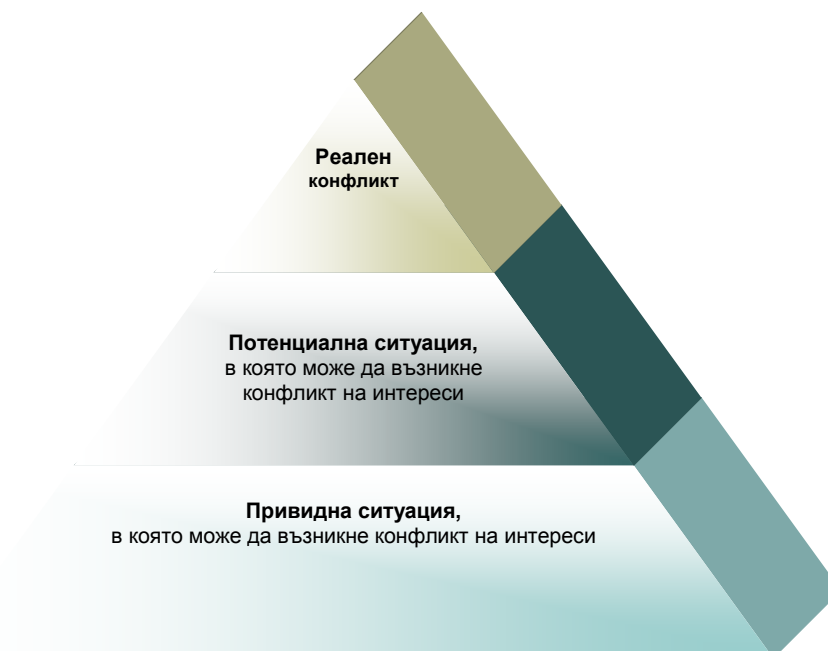 Реален
конфликт
Потенциална ситуация,
в която може да възникне
конфликт на интереси
Привидна ситуация,
в която може да възникне конфликт на интереси